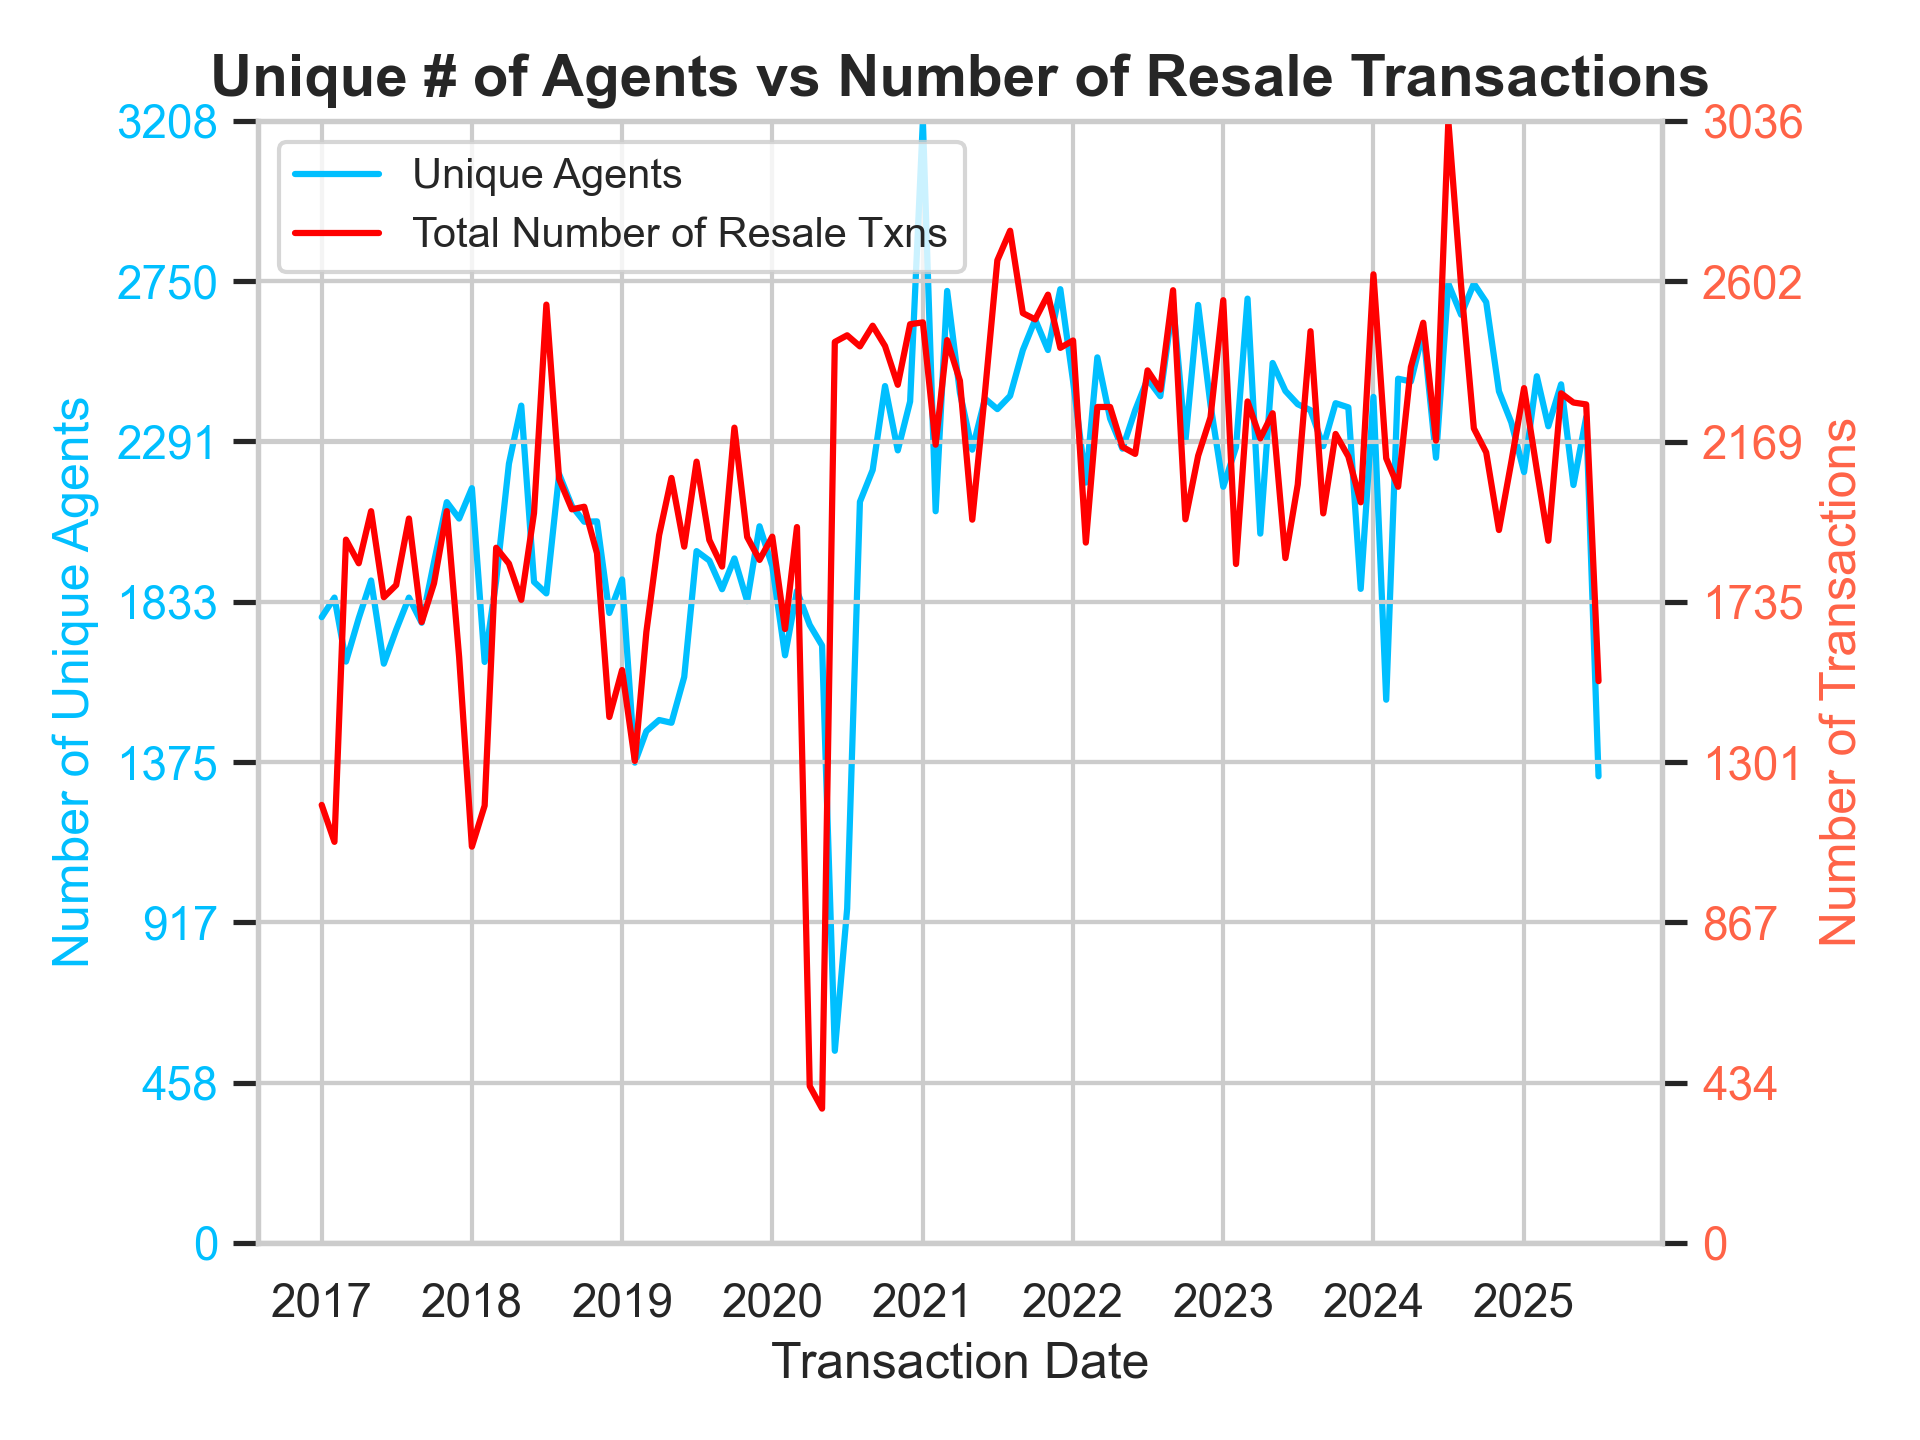 Unique # of Agents vs Number of Resale Transactions
Unique Agents
Total Number of Resale Txns
Number of Unique Agents
3208
2750
2291
1833
1375
917
458
0
Number of Transactions
3036
2602
2169
1735
1301
867
434
0
2017 2018 2019 2020 2021 2022 2023 2024 2025
Transaction Date